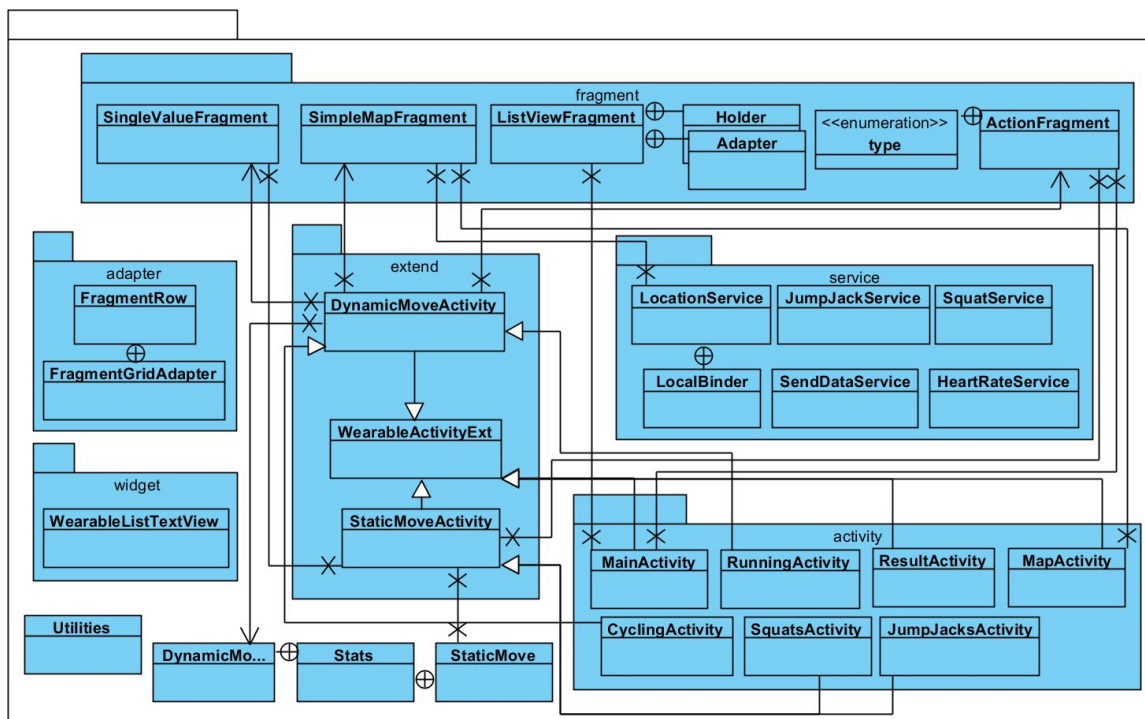 fragment
SingleValueFragment
SimpleMapFragment
ListViewFragment
Holder
Adapter
<<enumeration>>
type
ActionFragment
adapter
FragmentRow
FragmentGridAdapter
extend
DynamicMoveActivity
WearableActivityExt
StaticMoveActivity
service
LocationService
JumpJackService
SquatService
LocalBinder
SendDataService
HeartRateService
widget
WearableListTextView
activity
MainActivity
RunningActivity
ResultActivity
MapActivity
CyclingActivity
SquatsActivity
JumpJacksActivity
Utilities
DynamicMo...
Stats
StaticMove